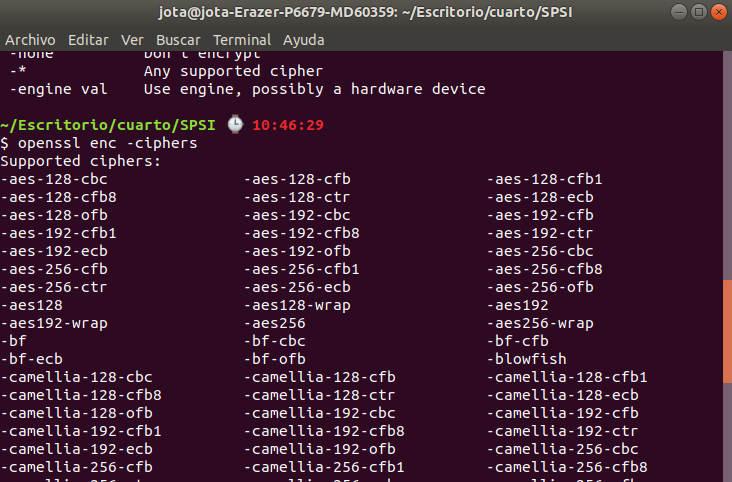 jota@jota-Erazer-P6679-MD60359: ~/Escritorio/cuarto/SPSI
Archivo Editar Ver Buscar Terminal Ayuda
-none Don't encrypt
-* Any supported cipher
-engine val Use engine, possibly a hardware device
~/Escritorio/cuarto/SPSI ⌚ 10:46:29
$ openssl enc -ciphers
Supported ciphers:
-aes-128-cbc -aes-128-cfb -aes-128-cfb1
-aes-128-cfb8 -aes-128-ctr -aes-128-ecb
-aes-128-ofb -aes-192-cbc -aes-192-cfb
-aes-192-cfb1 -aes-192-cfb8 -aes-192-ctr
-aes-192-ecb -aes-192-ofb -aes-256-cbc
-aes-256-cfb -aes-256-cfb1 -aes-256-cfb8
-aes-256-ctr -aes-256-ecb -aes-256-ofb
-aes128 -aes128-wrap -aes192
-aes192-wrap -aes256 -aes256-wrap
-bf -bf-cbc -bf-cfb
-bf-ecb -bf-ofb -blowfish
-camellia-128-cbc -camellia-128-cfb -camellia-128-cfb1
-camellia-128-cfb8 -camellia-128-ctr -camellia-128-ecb
-camellia-128-ofb -camellia-192-cbc -camellia-192-cfb
-camellia-192-cfb1 -camellia-192-cfb8 -camellia-192-ctr
-camellia-192-ecb -camellia-192-ofb -camellia-256-cbc
-camellia-256-cfb -camellia-256-cfb1 -camellia-256-cfb8